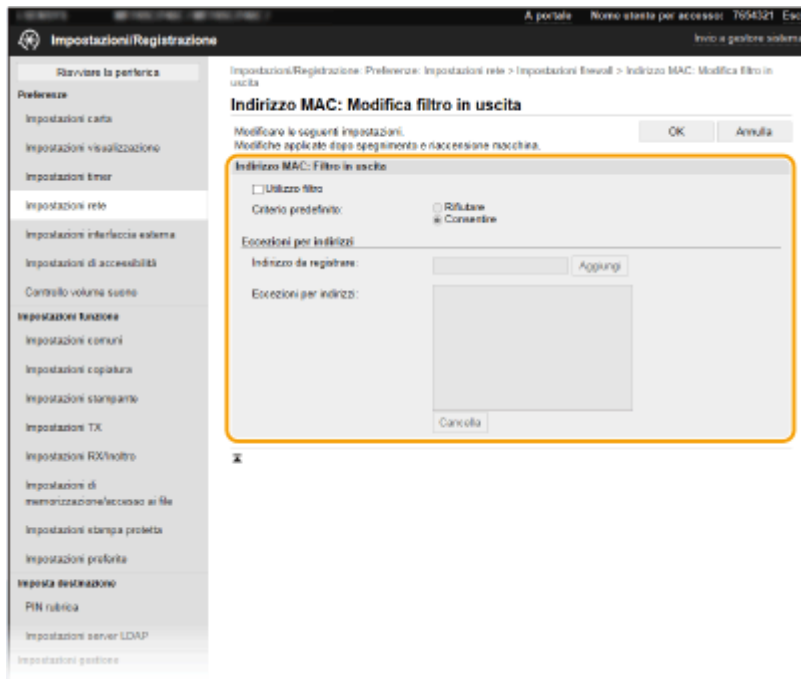 A portale Nome utente per accesso: 7654321 Esc
Impostazioni/Registrazione
Invio a gestore sistema
Riavviare la periferica
Preferenze
Impostazioni carta
Impostazioni visualizzazione
Impostazioni timer
Impostazioni rete
Impostazioni interfaccia esterna
Impostazioni di accessibilità
Controllo volume suono
Impostazioni funzione
Impostazioni comuni
Impostazioni copiatura
Impostazioni stampante
Impostazioni TX
Impostazioni RX/Inoltro
Impostazioni di
memorizzazione/accesso ai file
Impostazioni stampa protetta
Impostazioni preferite
Imposta destinazione
PIN rubrica
Impostazioni server LDAP
Impostazioni gestione
Impostazioni/Registrazione: Preferenze: Impostazioni rete > Impostazioni firewall > Indirizzo MAC: Modifica filtro in
uscita
Indirizzo MAC: Modifica filtro in uscita
Modificare le seguenti impostazioni.
Modifiche applicate dopo spegnimento e riaccensione macchina.
OK Annulla
Indirizzo MAC: Filtro in uscita
Utilizzo filtro
Criterio predefinito:
Rifiutare
Consentire
Eccezioni per indirizzi
Indirizzo da registrare:
Aggiungi
Eccezioni per indirizzi:
Cancella